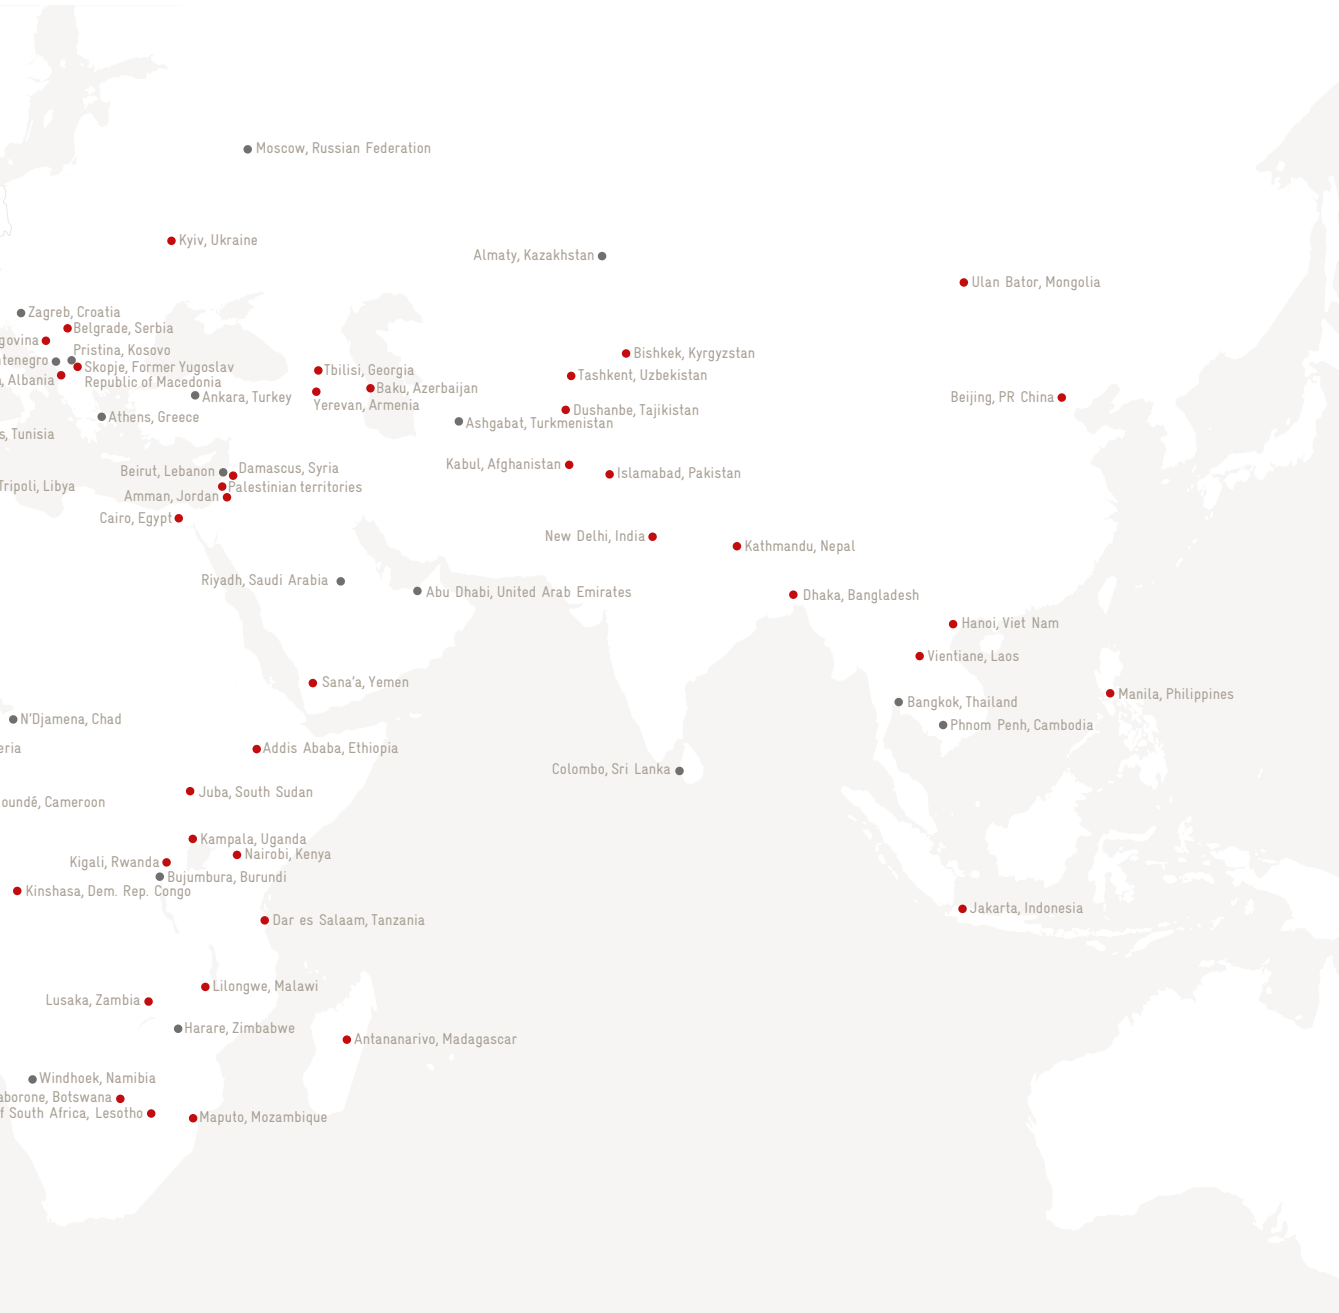 Moscow, Russian Federation
Kyiv, Ukraine
Almaty, Kazakhstan
Ulan Bator, Mongolia
Zagreb, Croatia
Belgrade, Serbia
govina
Pristina, Kosovo
tenegro
Skopje, Former Yugoslav
Republic of Macedonia
, Albania
Bishkek, Kyrgyzstan
Tbilisi, Georgia
Tashkent, Uzbekistan
Baku, Azerbaijan
Ankara, Turkey
Yerevan, Armenia
Beijing, PR China
Dushanbe, Tajikistan
Athens, Greece
Ashgabat, Turkmenistan
s, Tunisia
Kabul, Afghanistan
Beirut, Lebanon
Damascus, Syria
Islamabad, Pakistan
Tripoli, Libya
Palestinian territories
Amman, Jordan
Cairo, Egypt
New Delhi, India
Kathmandu, Nepal
Riyadh, Saudi Arabia
Abu Dhabi, United Arab Emirates
Dhaka, Bangladesh
Hanoi, Viet Nam
Vientiane, Laos
Sana'a, Yemen
Manila, Philippines
Bangkok, Thailand
N'Djamena, Chad
Phnom Penh, Cambodia
eria
Addis Ababa, Ethiopia
Colombo, Sri Lanka
Juba, South Sudan
oundé, Cameroon
Kampala, Uganda
Nairobi, Kenya
Kigali, Rwanda
Bujumbura, Burundi
Kinshasa, Dem. Rep. Congo
Jakarta, Indonesia
Dar es Salaam, Tanzania
Lilongwe, Malawi
Lusaka, Zambia
Harare, Zimbabwe
Antananarivo, Madagascar
Windhoek, Namibia
aborone, Botswana
f South Africa, Lesotho
Maputo, Mozambique